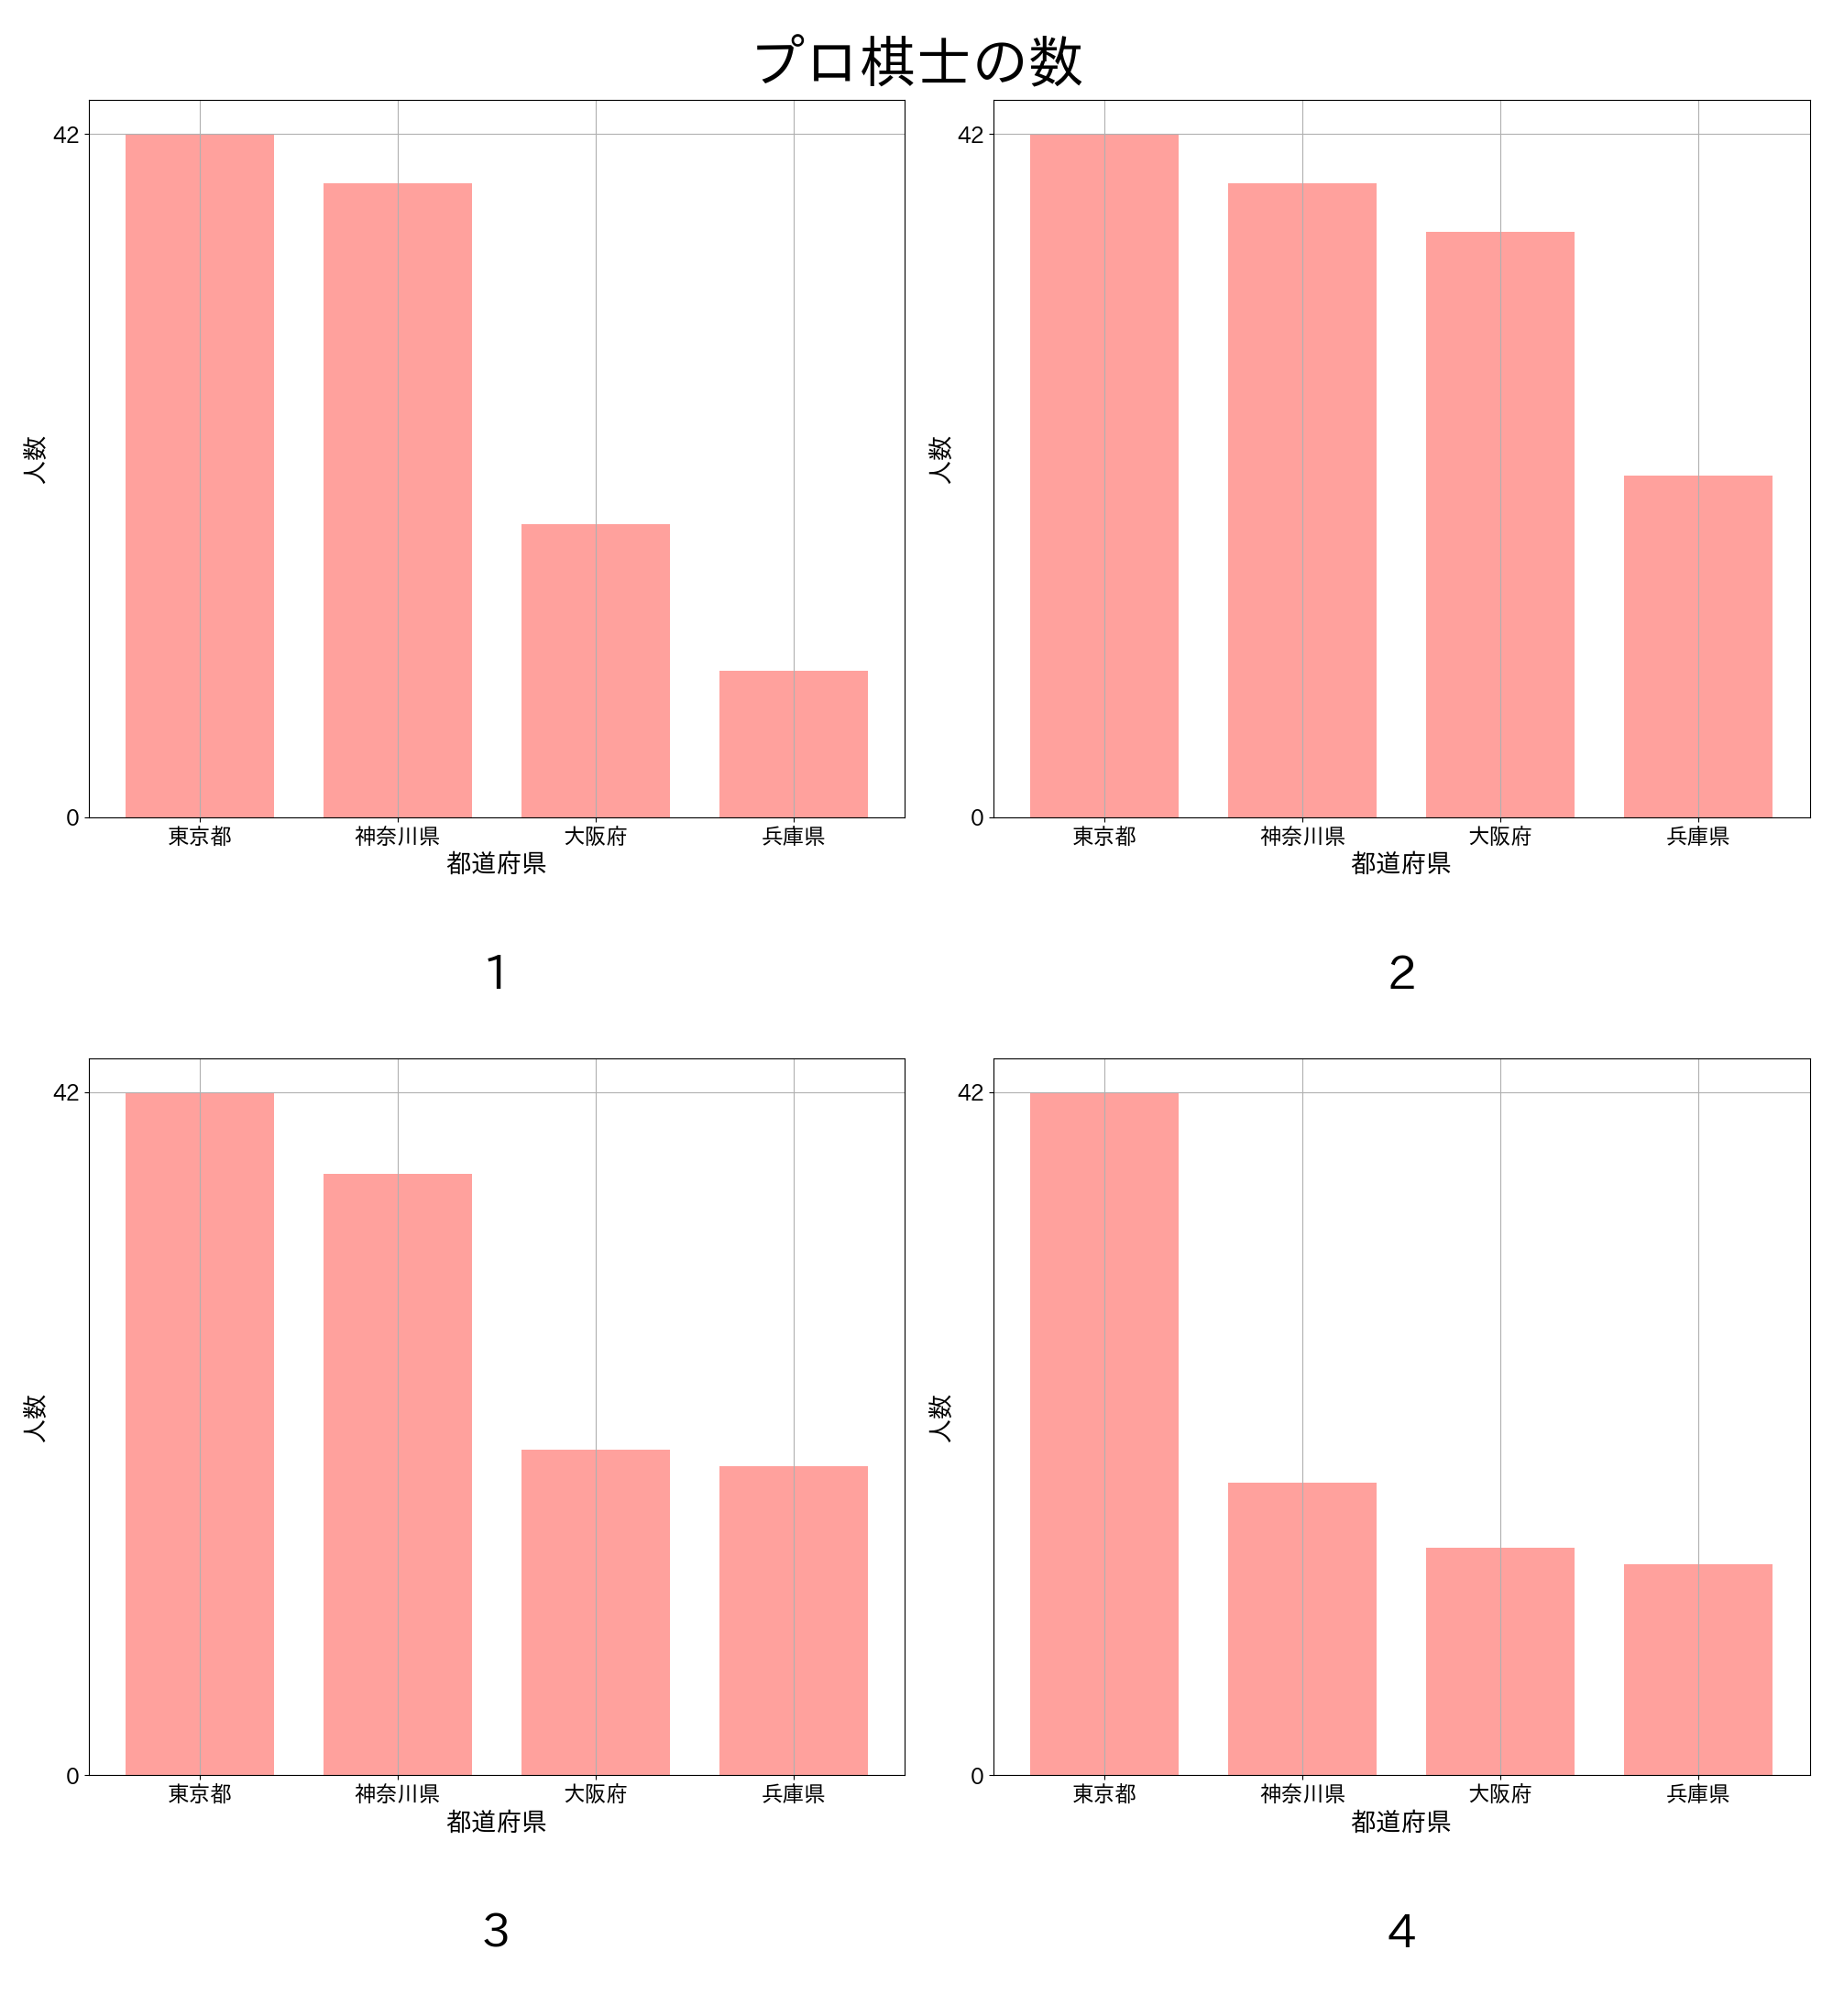 プロ棋士の数
42
0
人数
東京都 神奈川県 大阪府 兵庫県
都道府県
1
42
0
人数
東京都 神奈川県 大阪府 兵庫県
都道府県
2
42
0
人数
東京都 神奈川県 大阪府 兵庫県
都道府県
3
42
0
人数
東京都 神奈川県 大阪府 兵庫県
都道府県
4